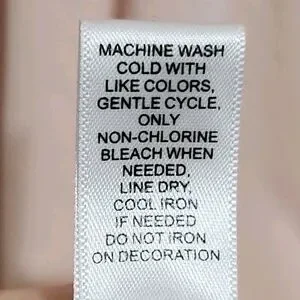 MACHINE WASH
COLD WITH
LIKE COLORS,
GENTLE CYCLE,
ONLY
NON-CHLORINE
BLEACH WHEN
NEEDED,
LINE DRY,
COOL IRON
IF NEEDED
DO NOT IRON
ON DECORATION